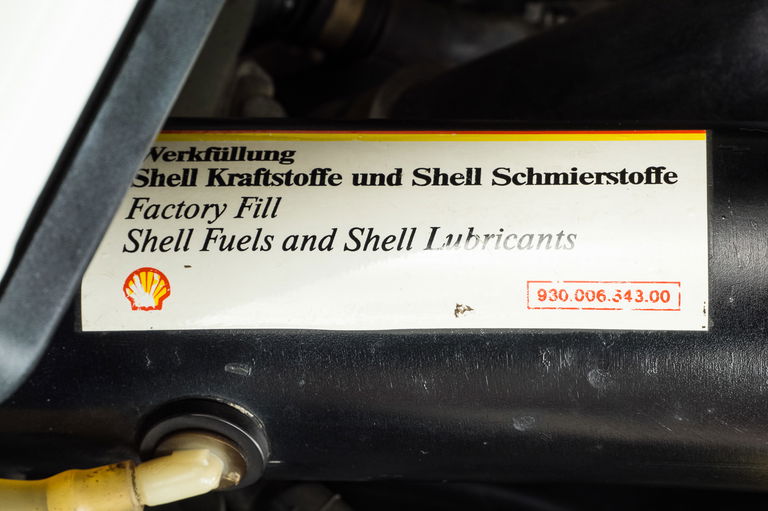 Werkfüllung
Shell Kraftstoffe und Shell Schmierstoffe
Factory Fill
Shell Fuels and Shell Lubricants
930.006.543.00